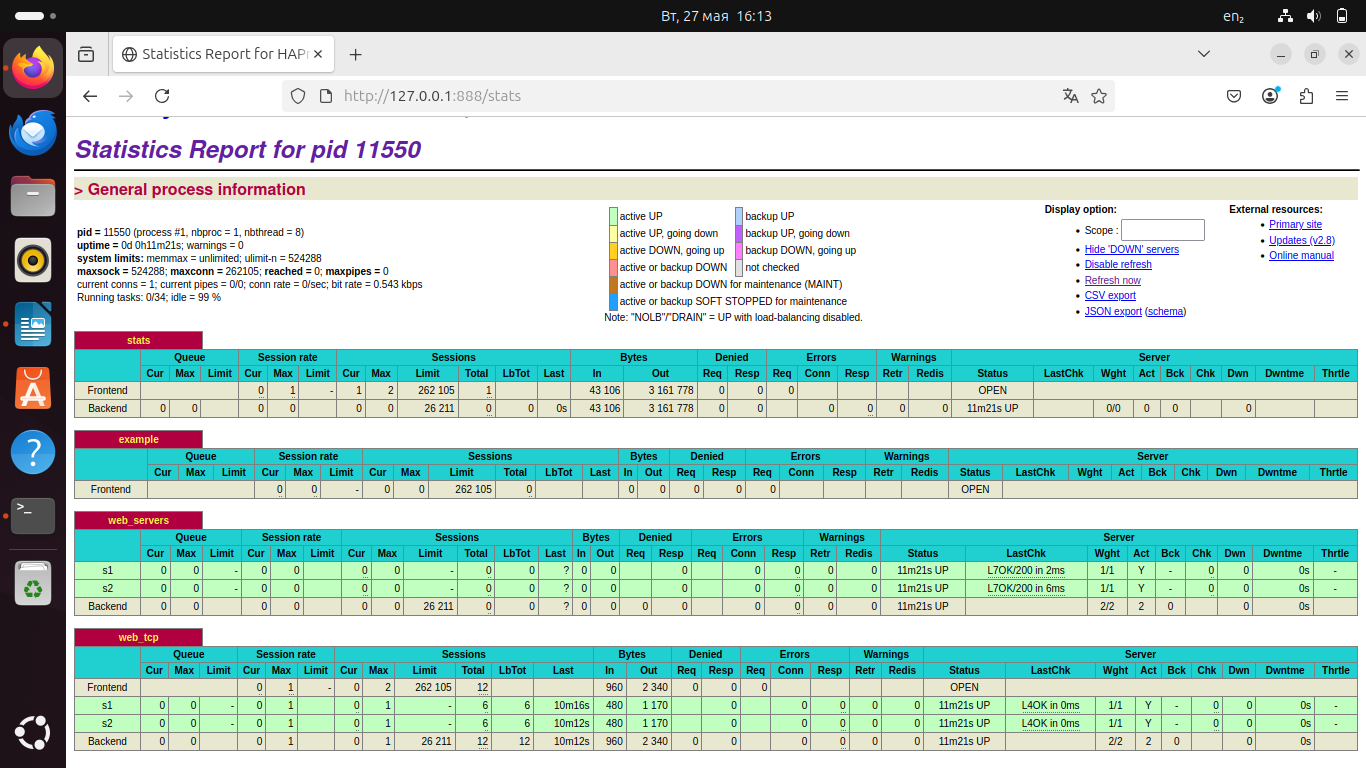 Вт, 27 мая 16:13
en₂
Statistics Report for HAP
http://127.0.0.1:888/stats
Statistics Report for pid 11550
> General process information
pid = 11550 (process #1, nbproc = 1, nbthread = 8)
uptime = 0d 0h11m21s; warnings = 0
system limits: memmax = unlimited; ulimit-n = 524288
maxsock = 524288; maxconn = 262105; reached = 0; maxpipes = 0
current conns = 1; current pipes = 0/0; conn rate = 0/sec; bit rate = 0.543 kbps
Running tasks: 0/34; idle = 99 %
active UP backup UP
active UP, going down backup UP, going down
active DOWN, going up backup DOWN, going up
active or backup DOWN not checked
active or backup DOWN for maintenance (MAINT)
active or backup SOFT STOPPED for maintenance
Note: "NOLB"/"DRAIN" = UP with load-balancing disabled.
Display option:
• Scope :
• Hide 'DOWN' servers
• Disable refresh
• Refresh now
• CSV export
• JSON export (schema)
External resources:
• Primary site
• Updates (v2.8)
• Online manual
stats
Queue Session rate Sessions Bytes Denied Errors Warnings Server
Cur Max Limit Cur Max Limit Cur Max Limit Total LbTot Last In Out Req Resp Req Conn Resp Retr Redis Status LastChk Wght Act Bck Chk Dwn Dwntme Thrtle
Frontend 0 1 - 1 2 262 105 1 43 106 3 161 778 0 0 0 OPEN
Backend 0 0 0 0 0 0 26 211 0 0 0s 43 106 3 161 778 0 0 0 0 0 0 11m21s UP 0/0 0 0 0
example
Queue Session rate Sessions Bytes Denied Errors Warnings Server
Cur Max Limit Cur Max Limit Cur Max Limit Total LbTot Last In Out Req Resp Req Conn Resp Retr Redis Status LastChk Wght Act Bck Chk Dwn Dwntme Thrtle
Frontend 0 0 - 0 0 262 105 0 0 0 0 0 0 OPEN
web_servers
Queue Session rate Sessions Bytes Denied Errors Warnings Server
Cur Max Limit Cur Max Limit Cur Max Limit Total LbTot Last In Out Req Resp Req Conn Resp Retr Redis Status LastChk Wght Act Bck Chk Dwn Dwntme Thrtle
s1 0 0 - 0 0 0 0 - 0 0 ? 0 0 0 0 0 0 0 11m21s UP L7OK/200 in 2ms 1/1 Y - 0 0 0s -
s2 0 0 - 0 0 0 0 - 0 0 ? 0 0 0 0 0 0 0 11m21s UP L7OK/200 in 6ms 1/1 Y - 0 0 0s -
Backend 0 0 0 0 0 0 26 211 0 0 ? 0 0 0 0 0 0 0 0 11m21s UP 2/2 2 0 0 0s
web_tcp
Queue Session rate Sessions Bytes Denied Errors Warnings Server
Cur Max Limit Cur Max Limit Cur Max Limit Total LbTot Last In Out Req Resp Req Conn Resp Retr Redis Status LastChk Wght Act Bck Chk Dwn Dwntme Thrtle
Frontend 0 1 - 0 2 262 105 12 960 2 340 0 0 0 OPEN
s1 0 0 - 0 1 0 1 - 6 6 10m16s 480 1 170 0 0 0 0 0 11m21s UP L4OK in 0ms 1/1 Y - 0 0 0s -
s2 0 0 - 0 1 0 1 - 6 6 10m12s 480 1 170 0 0 0 0 0 11m21s UP L4OK in 0ms 1/1 Y - 0 0 0s -
Backend 0 0 0 1 0 1 26 211 12 12 10m12s 960 2 340 0 0 0 0 0 0 11m21s UP 2/2 2 0 0 0s